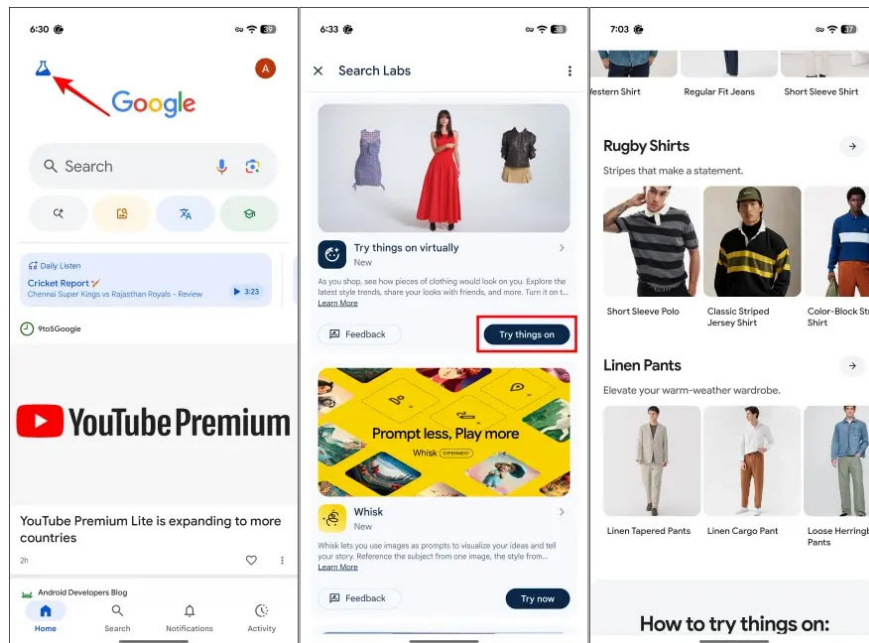 6:30
39
A
Google
Search
Daily Listen
Cricket Report
Chennai Super Kings vs Rajasthan Royals - Review
3:23
9to5Google
YouTube Premium
YouTube Premium Lite is expanding to more
countries
2h
Android Developers Blog
Home
Search
Notifications
Activity
6:33
38
Search Labs
Try things on virtually
New
As you shop, see how pieces of clothing would look on you. Explore the
latest style trends, share your looks with friends, and more. Turn it on t...
Learn More
Feedback
Try things on
Prompt less, Play more
Whisk EXPERIMENT
Whisk
New
Whisk lets you use images as prompts to visualize your ideas and tell
your story. Reference the subject from one image, the style from...
Learn More
Feedback
Try now
7:03
37
Western Shirt
Regular Fit Jeans
Short Sleeve Shirt
Rugby Shirts
Stripes that make a statement.
Short Sleeve Polo
Classic Striped
Jersey Shirt
Color-Block Str
Shirt
Linen Pants
Elevate your warm-weather wardrobe.
Linen Tapered Pants
Linen Cargo Pant
Loose Herringb
Pants
How to try things on: